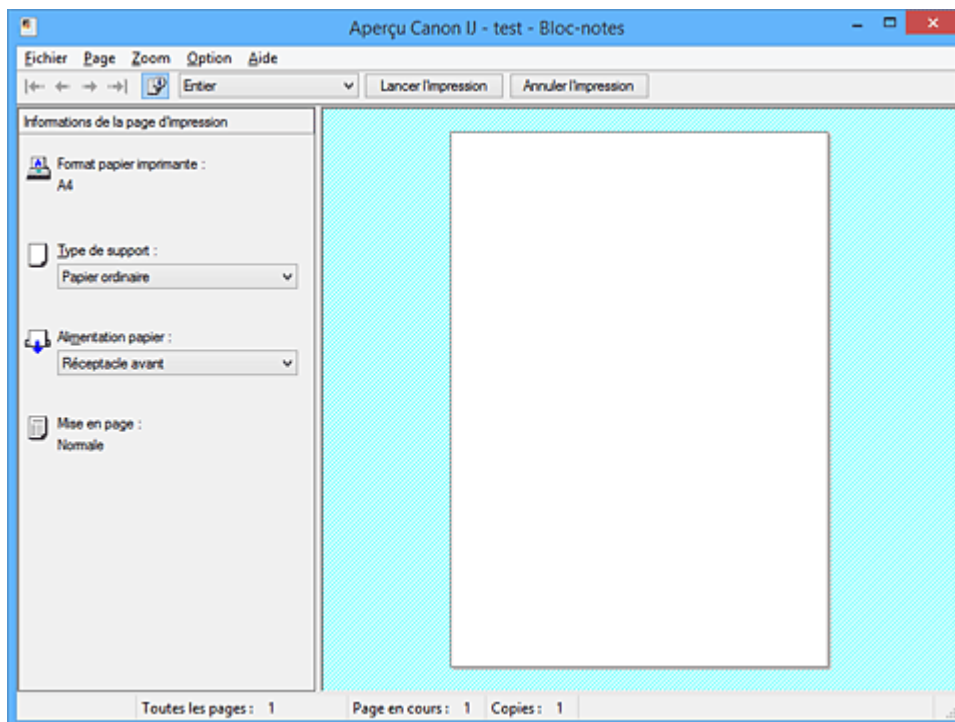 Aperçu Canon IJ - test - Bloc-notes
Fichier Page Zoom Option Aide
Entier Lancer l'impression Annuler l'impression
Informations de la page d'impression
Format papier imprimante :
A4
Type de support :
Papier ordinaire
Alimentation papier :
Réceptacle avant
Mise en page :
Normale
Toutes les pages : 1 Page en cours : 1 Copies : 1